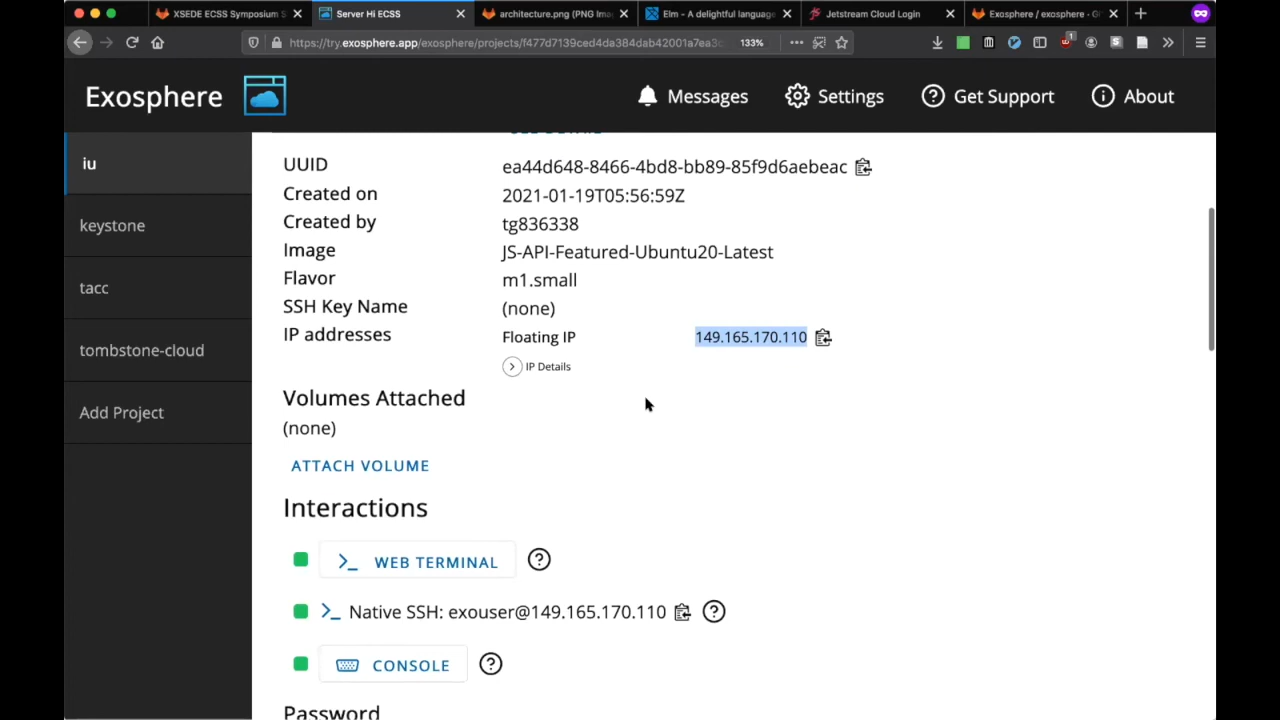 XSEDE ECSS Symposium S
Server Hi ECSS
architecture.png (PNG Ima
Elm - A delightful language
Jetstream Cloud Login
Exosphere / exosphere · G
https://try.exosphere.app/exosphere/projects/f477d7139ced4da384dab42001a7ea3c
133%
1
Exosphere
Messages
Settings
Get Support
About
iu
keystone
tacc
tombstone-cloud
Add Project
UUID ea44d648-8466-4bd8-bb89-85f9d6aebeac
Created on 2021-01-19T05:56:59Z
Created by tg836338
Image JS-API-Featured-Ubuntu20-Latest
Flavor m1.small
SSH Key Name (none)
IP addresses Floating IP 149.165.170.110
IP Details
Volumes Attached
(none)
ATTACH VOLUME
Interactions
WEB TERMINAL
Native SSH: exouser@149.165.170.110
CONSOLE
Password